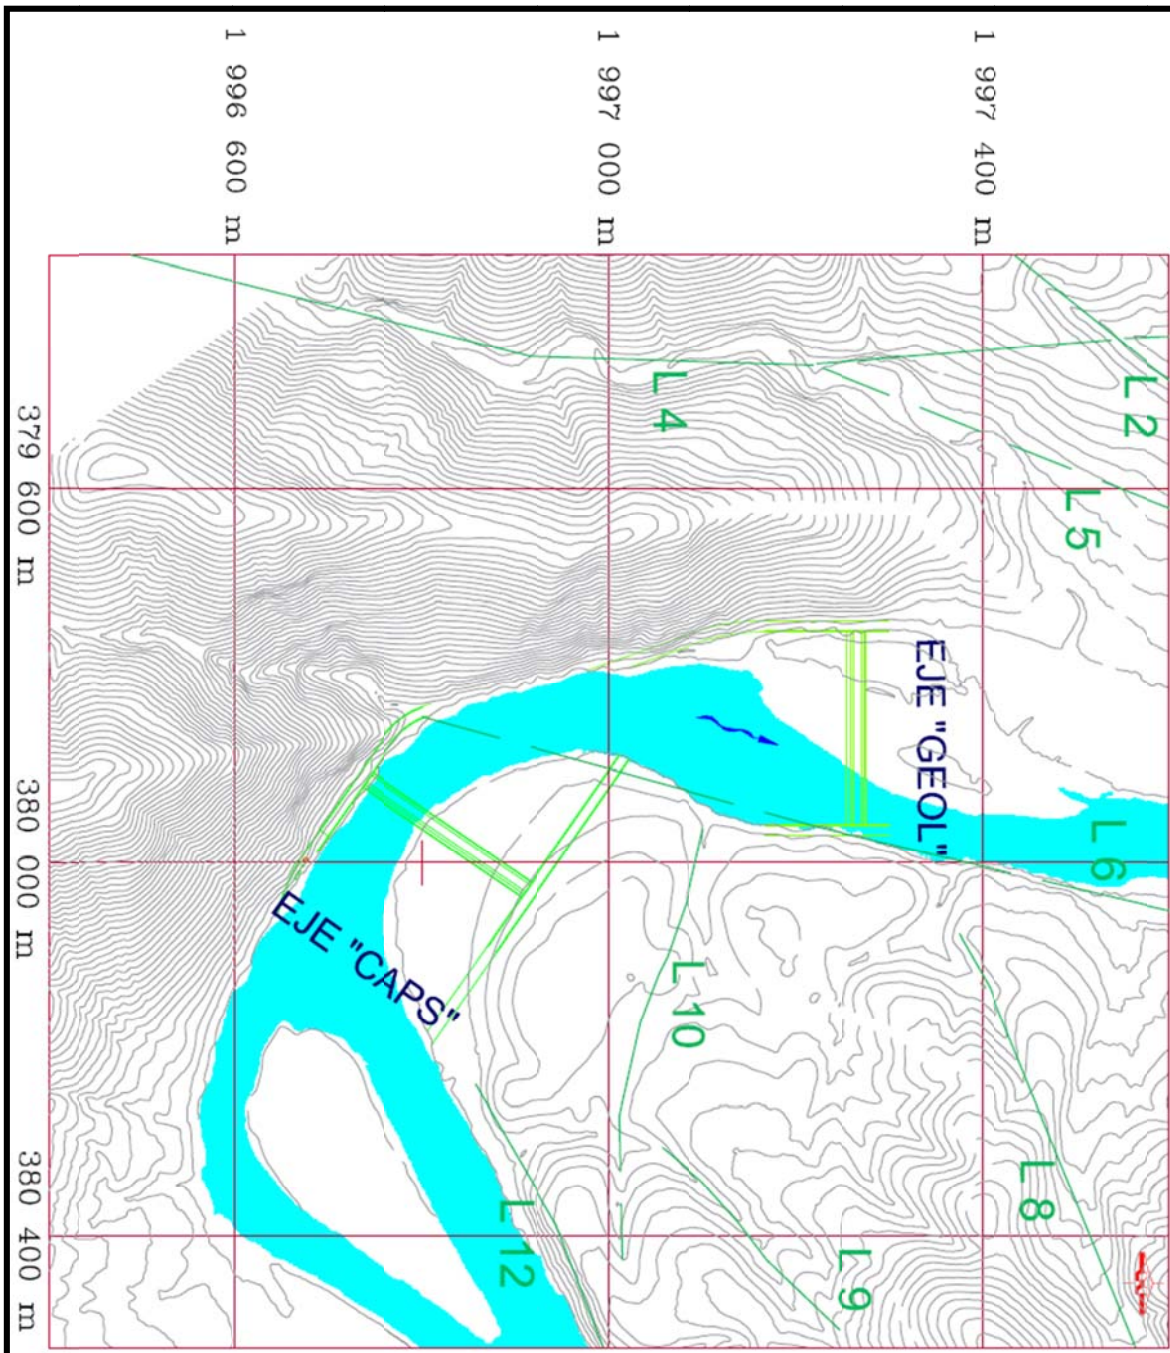 1 996 600 m
1 997 000 m
1 997 400 m
379 600 m
380 000 m
380 400 m
L 2
L 4
L 5
EJE "GEOL"
L 6
EJE "CAPS"
L 10
L 8
L 12
L 9